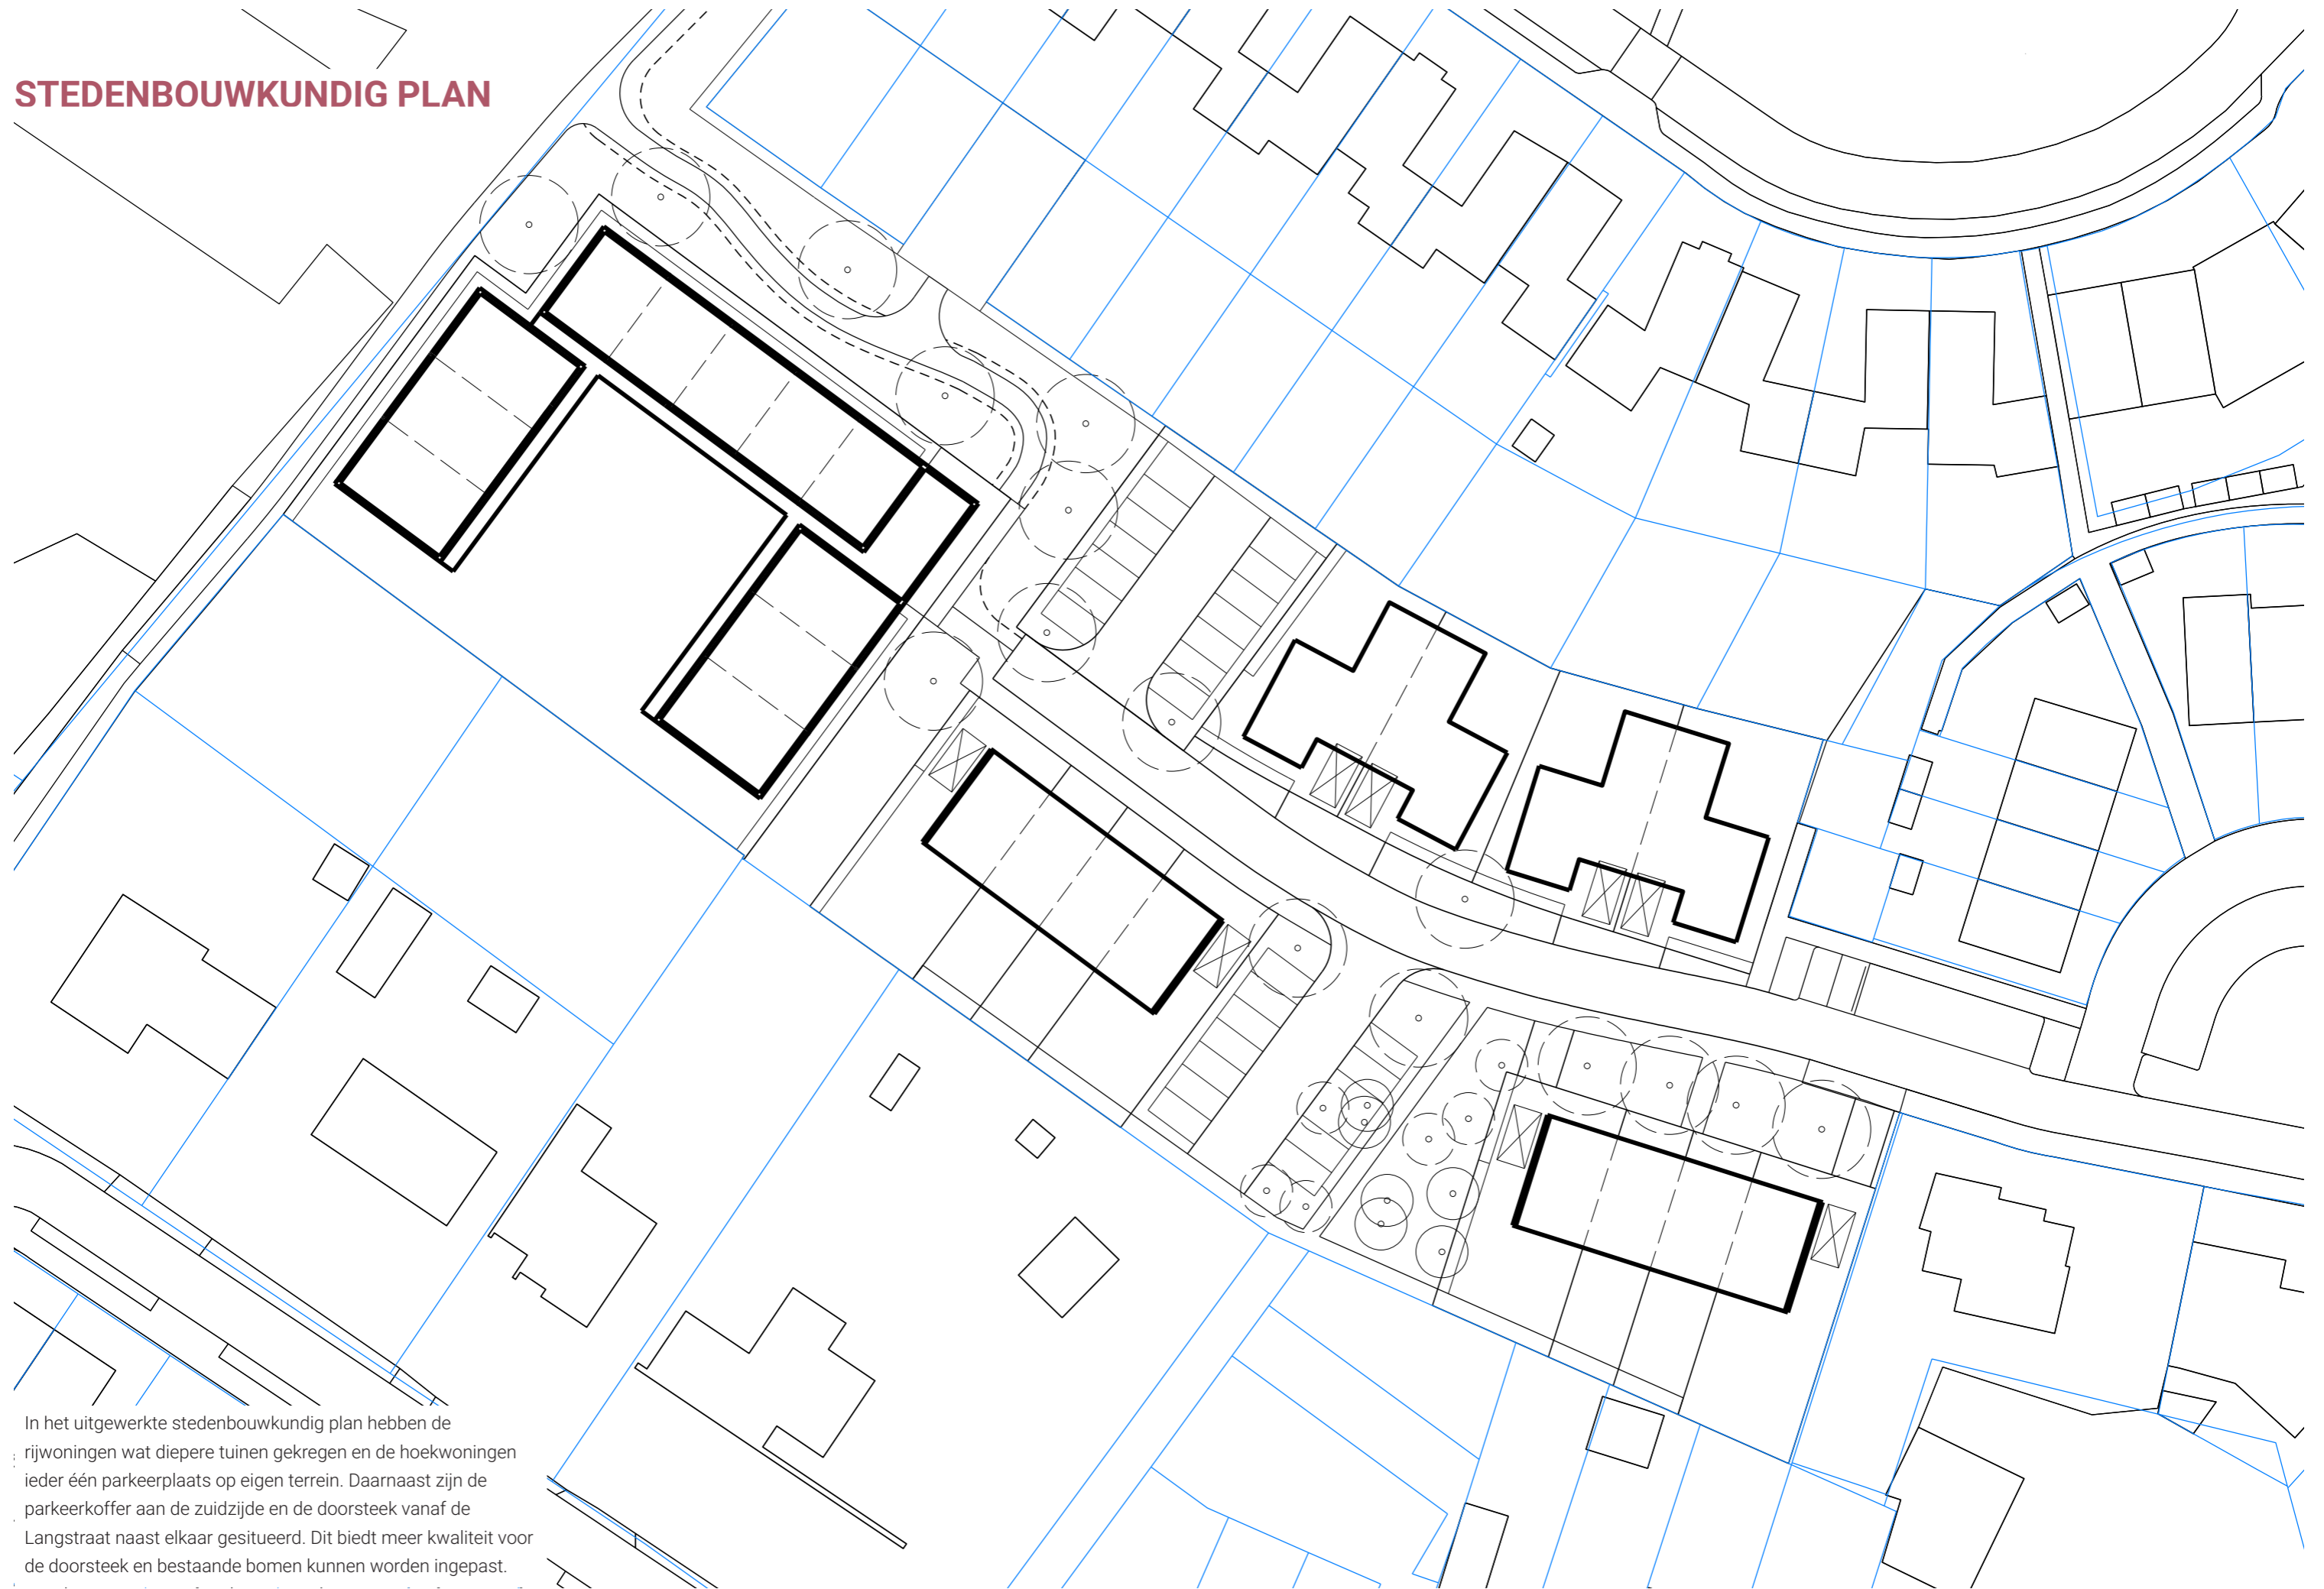 STEDENBOUWKUNDIG PLAN
In het uitgewerkte stedenbouwkundig plan hebben de
rijwoningen wat diepere tuinen gekregen en de hoekwoningen
ieder één parkeerplaats op eigen terrein. Daarnaast zijn de
parkeerkoffer aan de zuidzijde en de doorsteek vanaf de
Langstraat naast elkaar gesitueerd. Dit biedt meer kwaliteit voor
de doorsteek en bestaande bomen kunnen worden ingepast.